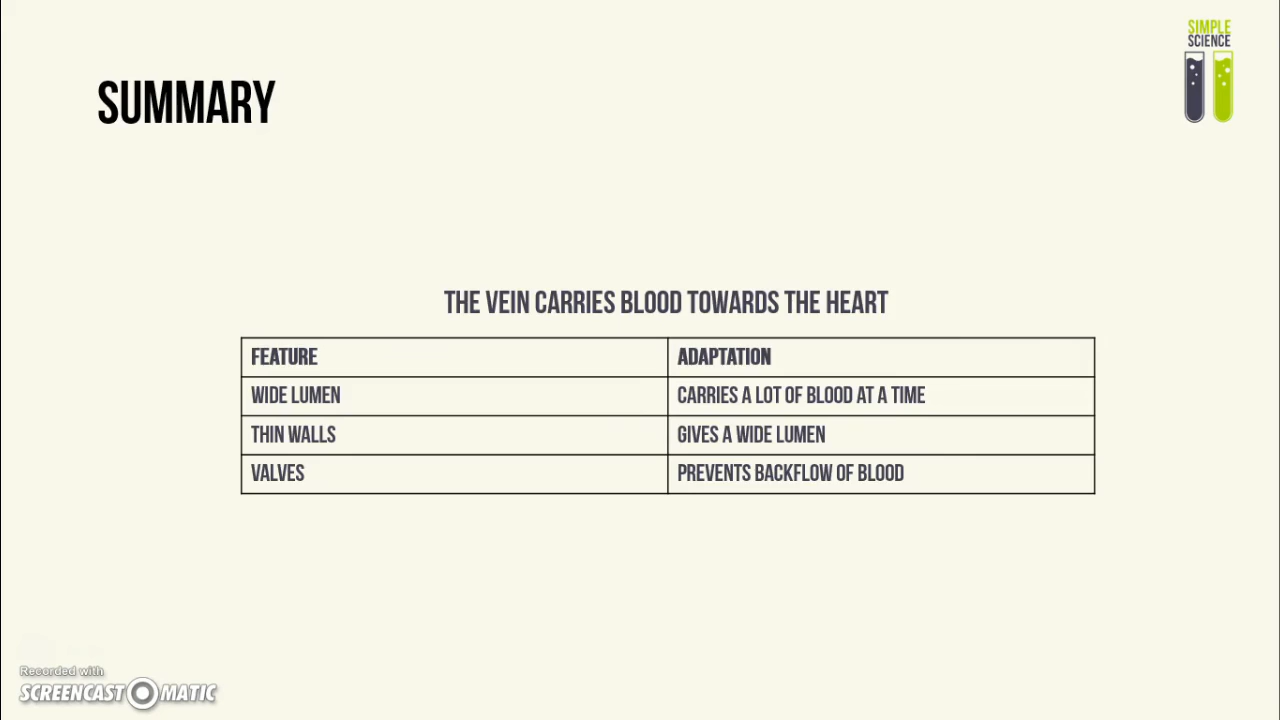 SIMPLE
SCIENCE
SUMMARY
THE VEIN CARRIES BLOOD TOWARDS THE HEART
FEATURE ADAPTATION
WIDE LUMEN CARRIES A LOT OF BLOOD AT A TIME
THIN WALLS GIVES A WIDE LUMEN
VALVES PREVENTS BACKFLOW OF BLOOD
Recorded with
SCREENCAST MATIC